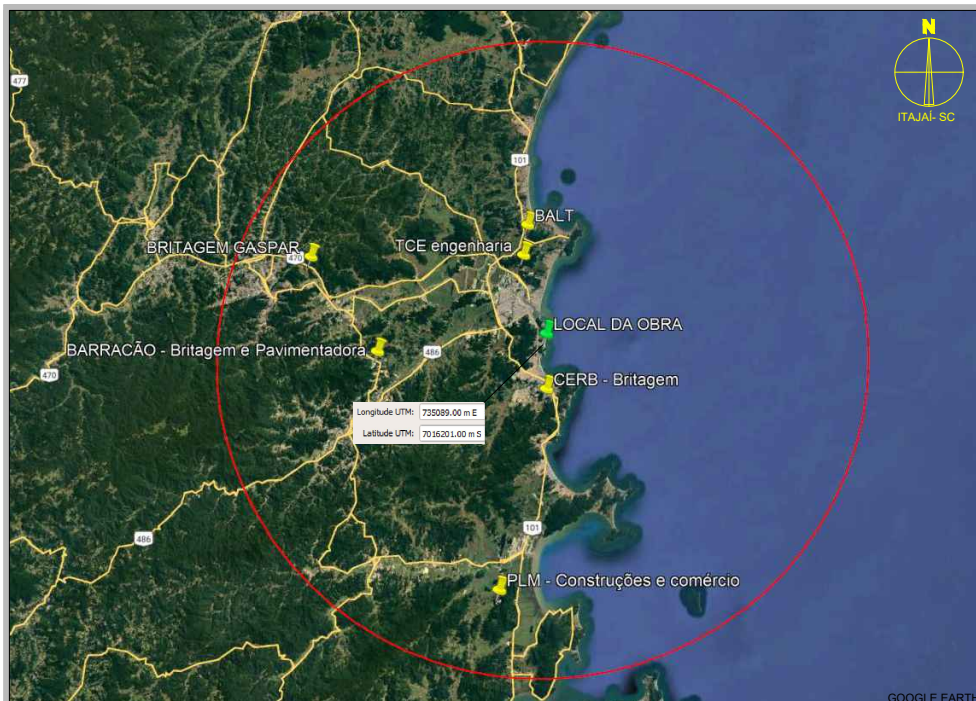 N
ITAJAÍ- SC
477
101
BALT
TCE engenharia
BRITAGEM GASPAR
470
LOCAL DA OBRA
BARRACÃO - Britagem e Pavimentadora
486
470
CERB - Britagem
Longitude UTM: 735089.00 m E
Latitude UTM: 7016201.00 m S
101
486
PLM - Construções e comércio
GOOGLE EARTH